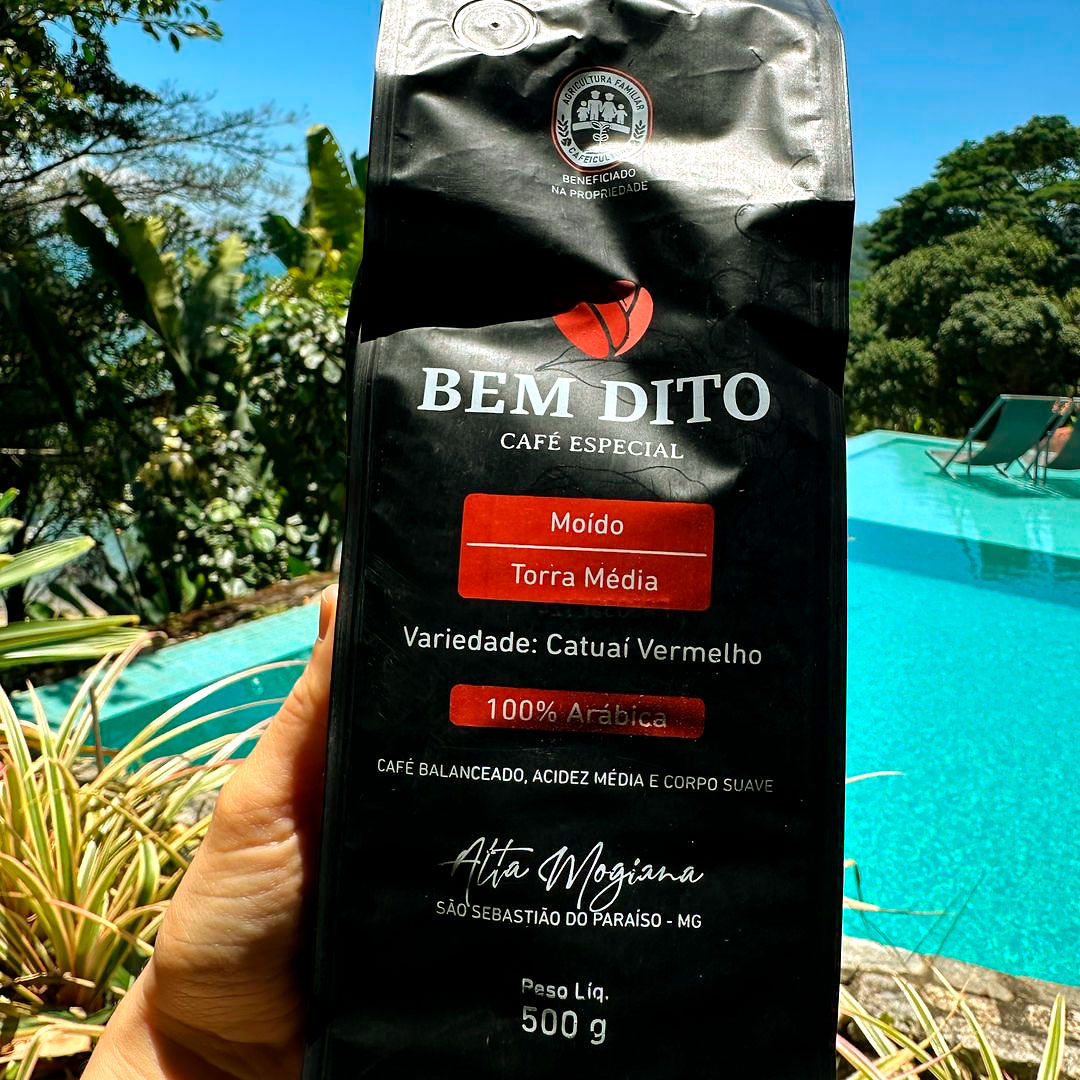 AGRICULTURA FAMILIAR
BENEFICIADO
NA PROPRIEDADE
BEM DITO
CAFÉ ESPECIAL
Moído
Torra Média
Variedade: Catuaí Vermelho
100% Arábica
CAFÉ BALANCEADO, ACIDEZ MÉDIA E CORPO SUAVE
Alta Mogiana
SÃO SEBASTIÃO DO PARAÍSO - MG
Peso Líq.
500 g